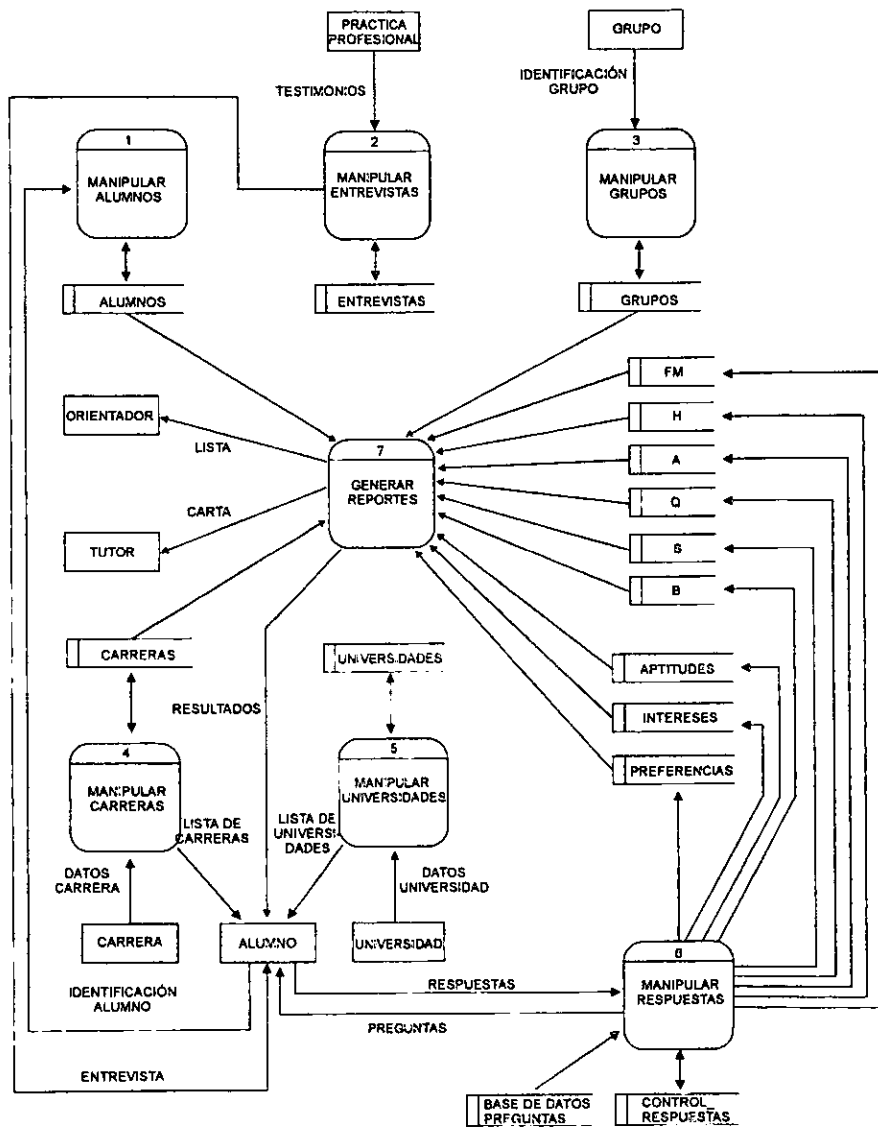 PRACTICA
PROFESIONAL
GRUPO
TESTIMONIOS
IDENTIFICACIÓN
GRUPO
1
MANIPULAR
ALUMNOS
2
MANIPULAR
ENTREVISTAS
3
MANIPULAR
GRUPOS
ALUMNOS
ENTREVISTAS
GRUPOS
FM
H
A
Q
S
B
ORIENTADOR
LISTA
7
GENERAR
REPORTES
CARTA
TUTOR
CARRERAS
UNIVERSIDADES
APTITUDES
INTERESES
PREFERENCIAS
RESULTADOS
4
MANIPULAR
CARRERAS
5
MANIPULAR
UNIVERSIDADES
LISTA DE
CARRERAS
LISTA DE
UNIVERSI-
DADES
DATOS
CARRERA
DATOS
UNIVERSIDAD
CARRERA
ALUMNO
UNIVERSIDAD
6
MANIPULAR
RESPUESTAS
IDENTIFICACIÓN
ALUMNO
RESPUESTAS
PREGUNTAS
ENTREVISTA
BASE DE DATOS
PREGUNTAS
CONTROL_
RESPUESTAS